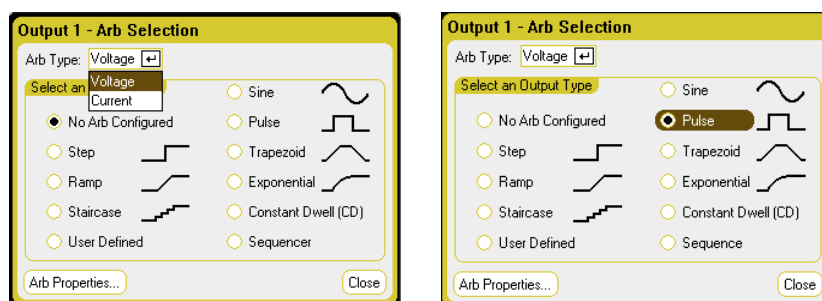 Output 1 - Arb Selection
Arb Type: Voltage
Voltage
Current
Select an
Sine
No Arb Configured
Pulse
Step
Trapezoid
Ramp
Exponential
Staircase
Constant Dwell (CD)
User Defined
Sequencer
Arb Properties...
Close
Output 1 - Arb Selection
Arb Type: Voltage
Select an Output Type
Sine
No Arb Configured
Pulse
Step
Trapezoid
Ramp
Exponential
Staircase
Constant Dwell (CD)
User Defined
Sequence
Arb Properties...
Close